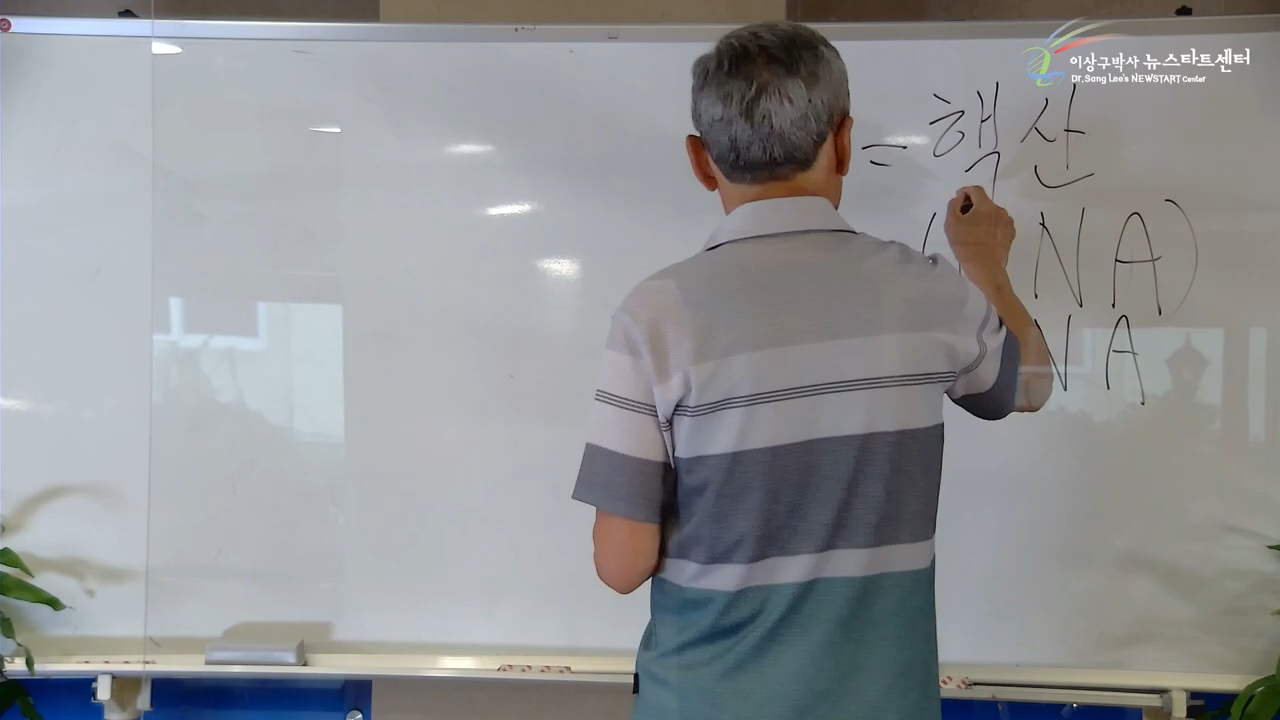 이상구박사 뉴스타트센터
Dr. Sang Lee's NEWSTART Center
= 핵산
( NA)
NA